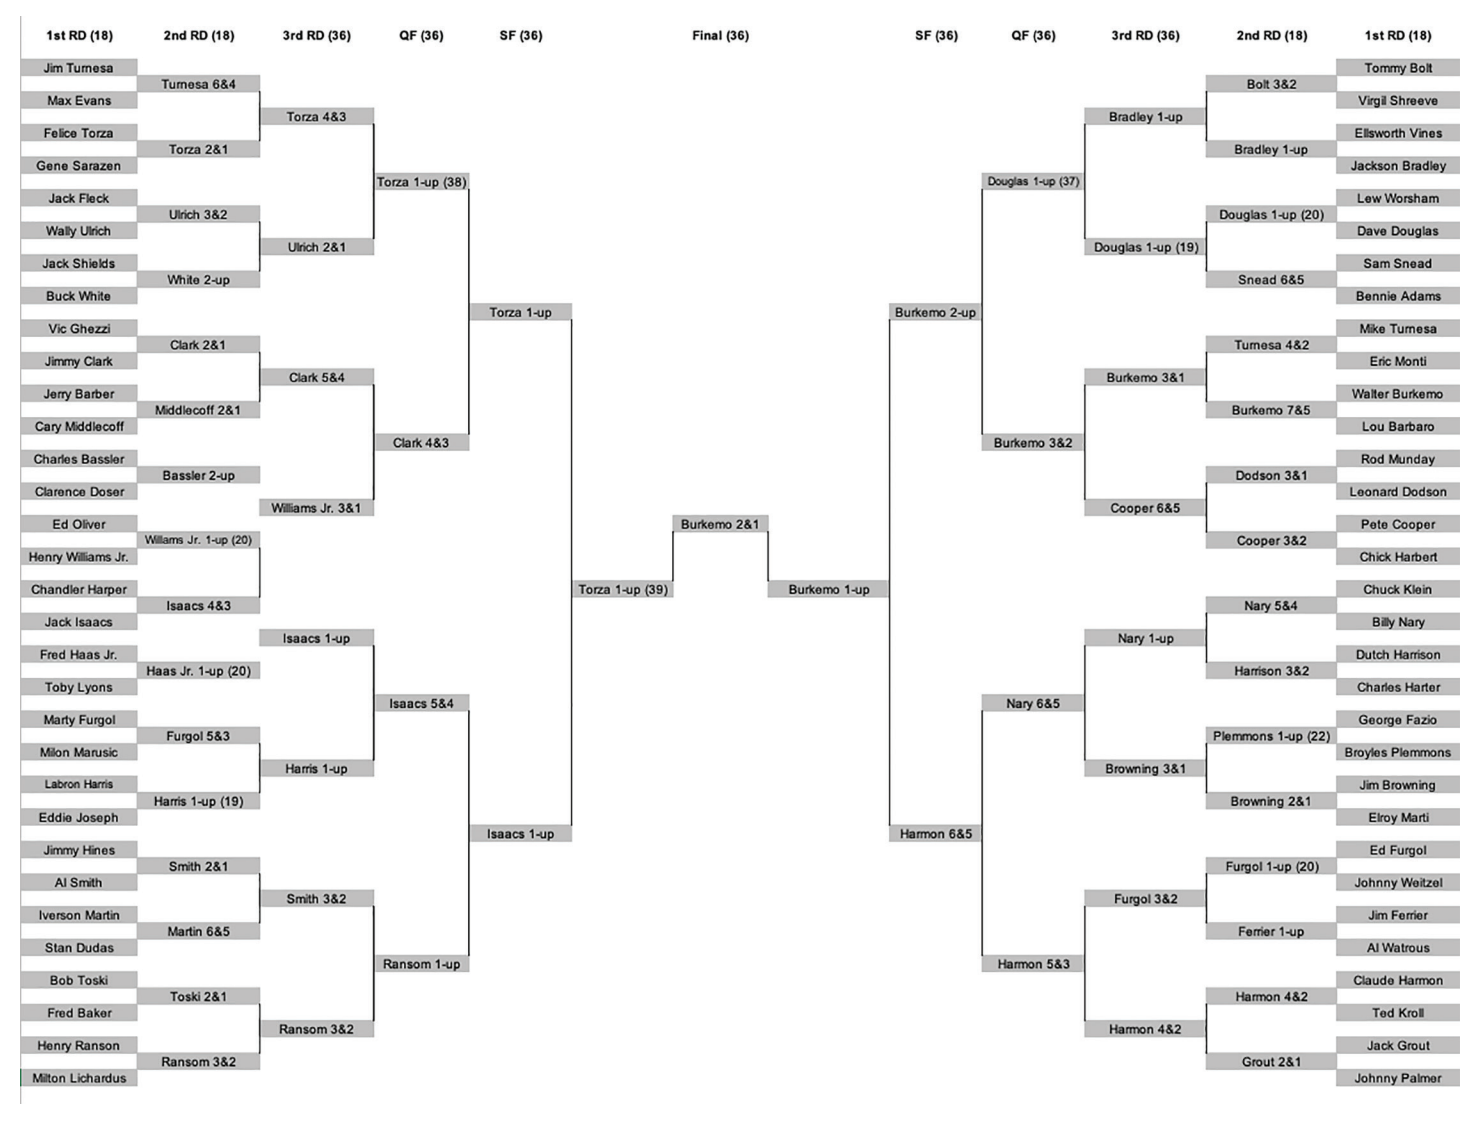 1st RD (18) 2nd RD (18) 3rd RD (36) QF (36) SF (36) Final (36) SF (36) QF (36) 3rd RD (36) 2nd RD (18) 1st RD (18)
Jim Turnesa Tommy Bolt
Turnesa 6&4 Bolt 3&2
Max Evans Virgil Shreeve
Torza 4&3 Bradley 1-up
Felice Torza Ellsworth Vines
Torza 2&1 Bradley 1-up
Gene Sarazen Jackson Bradley
Torza 1-up (38) Douglas 1-up (37)
Jack Fleck Lew Worsham
Ulrich 3&2 Douglas 1-up (20)
Wally Ulrich Dave Douglas
Ulrich 2&1 Douglas 1-up (19)
Jack Shields Sam Snead
White 2-up Snead 6&5
Buck White Bennie Adams
Torza 1-up Burkemo 2-up
Vic Ghezzi Mike Turnesa
Clark 2&1 Turnesa 4&2
Jimmy Clark Eric Monti
Clark 5&4 Burkemo 3&1
Jerry Barber Walter Burkemo
Middlecoff 2&1 Burkemo 7&5
Cary Middlecoff Lou Barbaro
Clark 4&3 Burkemo 3&2
Charles Bassler Rod Munday
Bassler 2-up Dodson 3&1
Clarence Doser Leonard Dodson
Williams Jr. 3&1 Cooper 6&5
Ed Oliver Burkemo 2&1 Pete Cooper
Willams Jr. 1-up (20) Cooper 3&2
Henry Williams Jr. Chick Harbert
Chandler Harper Torza 1-up (39) Burkemo 1-up Chuck Klein
Isaacs 4&3 Nary 5&4
Jack Isaacs Billy Nary
Isaacs 1-up Nary 1-up
Fred Haas Jr. Dutch Harrison
Haas Jr. 1-up (20) Harrison 3&2
Toby Lyons Charles Harter
Isaacs 5&4 Nary 6&5
Marty Furgol George Fazio
Furgol 5&3 Plemmons 1-up (22)
Milon Marusic Broyles Plemmons
Harris 1-up Browning 3&1
Labron Harris Jim Browning
Harris 1-up (19) Browning 2&1
Eddie Joseph Elroy Marti
Isaacs 1-up Harmon 6&5
Jimmy Hines Ed Furgol
Smith 2&1 Furgol 1-up (20)
Al Smith Johnny Weitzel
Smith 3&2 Furgol 3&2
Iverson Martin Jim Ferrier
Martin 6&5 Ferrier 1-up
Stan Dudas Al Watrous
Ransom 1-up Harmon 5&3
Bob Toski Claude Harmon
Toski 2&1 Harmon 4&2
Fred Baker Ted Kroll
Ransom 3&2 Harmon 4&2
Henry Ranson Jack Grout
Ransom 3&2 Grout 2&1
Milton Lichardus Johnny Palmer